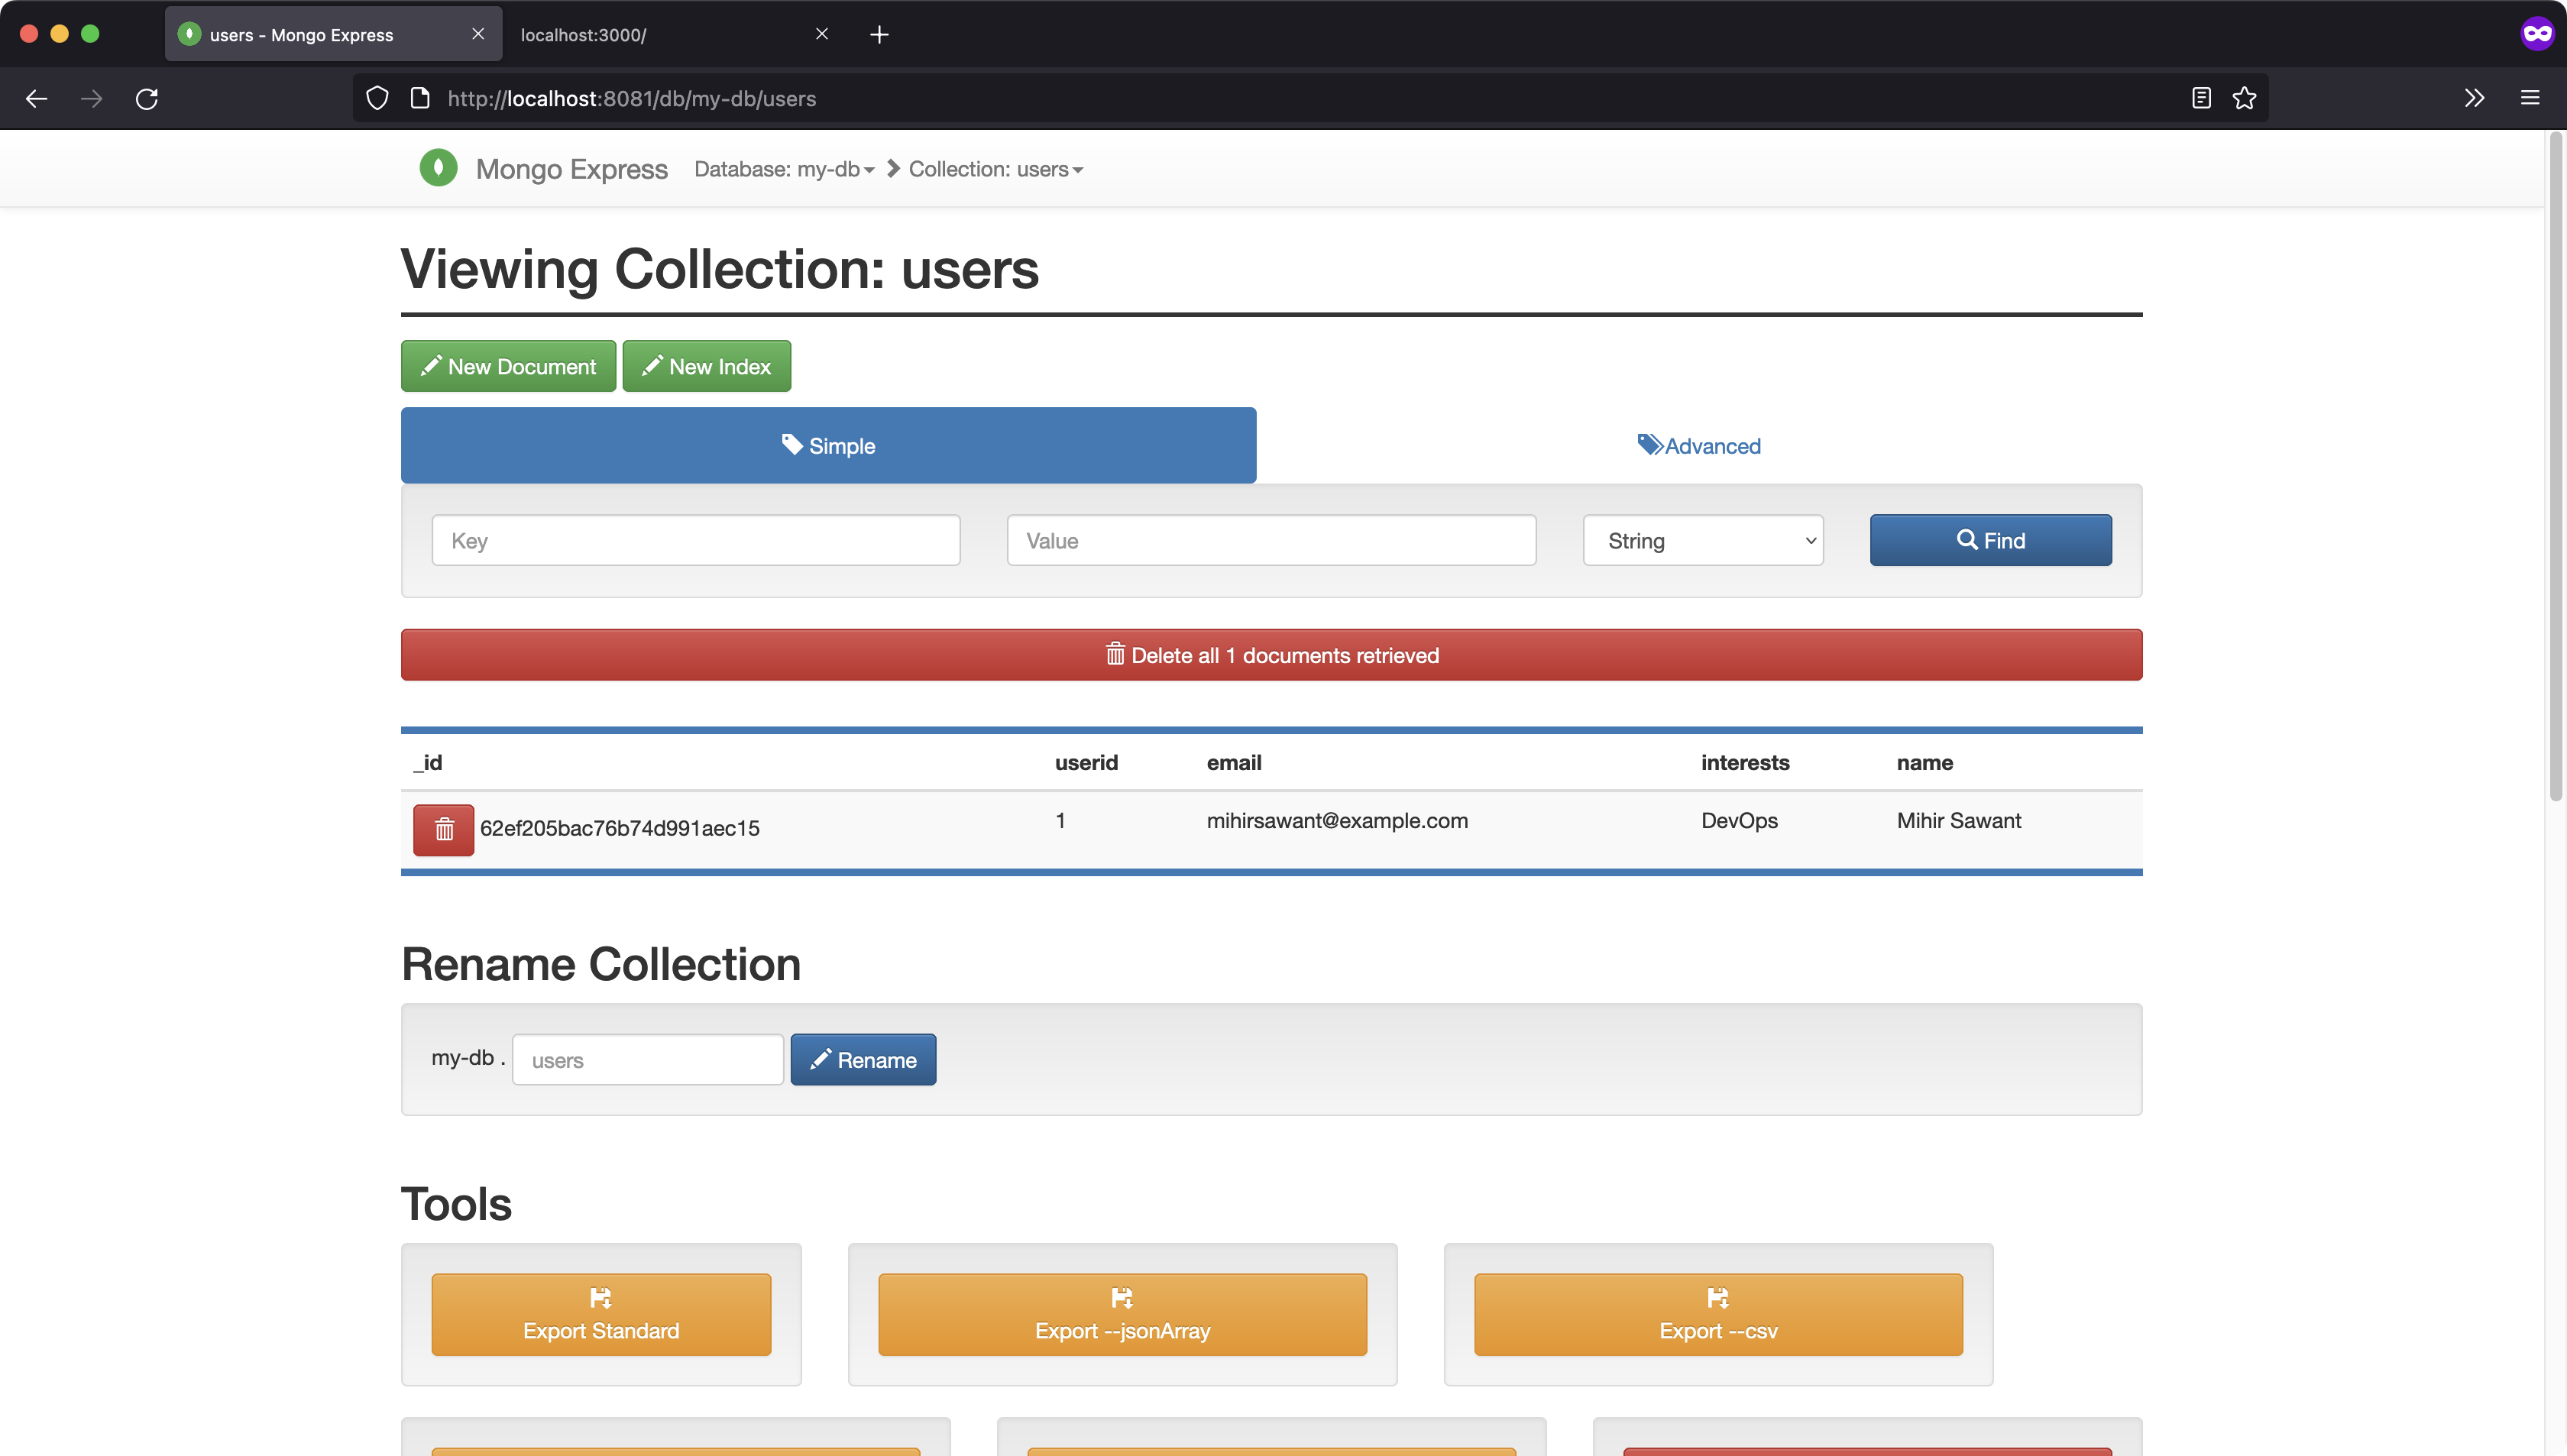 users - Mongo Express
localhost:3000/
http://localhost:8081/db/my-db/users
Mongo Express Database: my-db Collection: users
Viewing Collection: users
New Document New Index
Simple Advanced
Key Value String Find
Delete all 1 documents retrieved
_id userid email interests name
62ef205bac76b74d991aec15 1 mihirsawant@example.com DevOps Mihir Sawant
Rename Collection
my-db . users Rename
Tools
Export Standard Export --jsonArray Export --csv